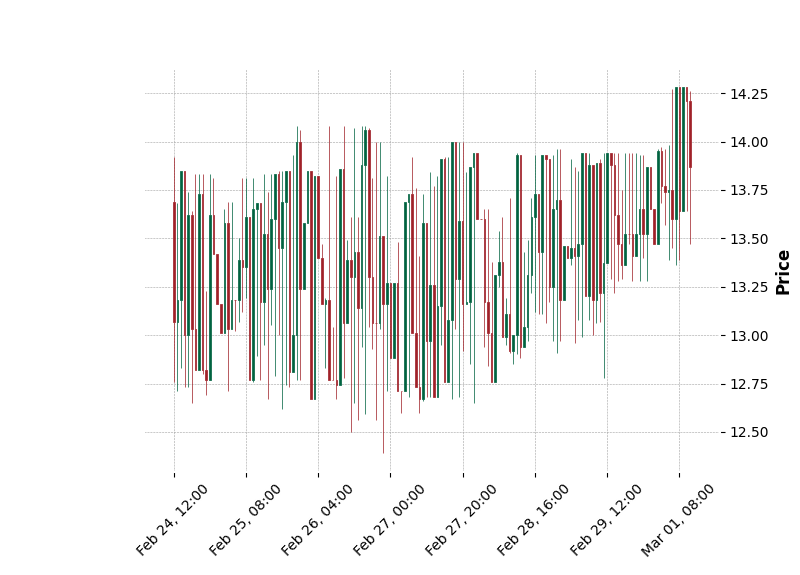 14.25
14.00
13.75
13.50
13.25
13.00
12.75
12.50
Price
Feb 24, 12:00
Feb 25, 08:00
Feb 26, 04:00
Feb 27, 00:00
Feb 27, 20:00
Feb 28, 16:00
Feb 29, 12:00
Mar 01, 08:00